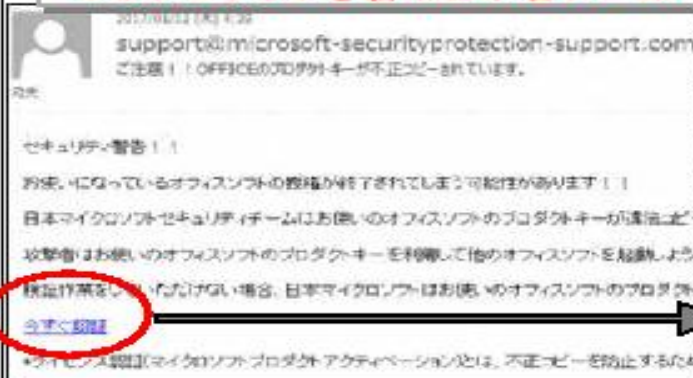 support@microsoft-securityprotection-support.com
ご注意！！OFFICEのプロダクトキーが不正コピーされています。
宛先
セキュリティ警告！！
お使いになっているオフィスソフトの授権が終了されてしまう可能性があります！！
日本マイクロソフトセキュリティチームはお使いのオフィスソフトのプロダクトキーが違法コピ
攻撃者はお使いのオフィスソフトのプロダクトキーを利用して他のオフィスソフトを起動しよう
検証作業をしていただけない場合、日本マイクロソフトはお使いのオフィスソフトのプロダクトキ
今すぐ認証
*ライセンス認証(マイクロソフトプロダクトアクティベーション)とは、不正コピーを防止するため